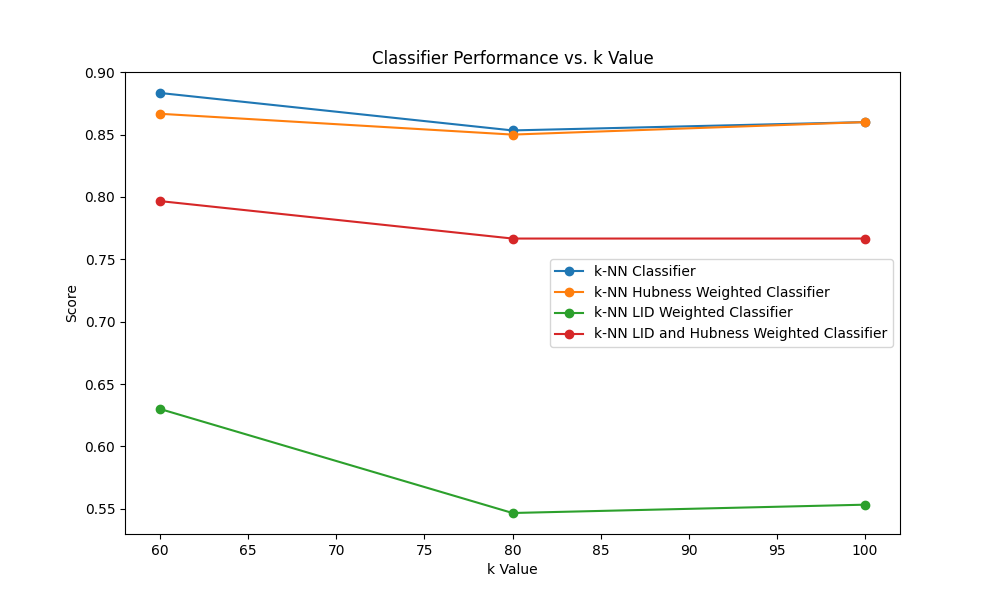 Classifier Performance vs. k Value
0.90
0.85
0.80
0.75
0.70
0.65
0.60
0.55
Score
k-NN Classifier
k-NN Hubness Weighted Classifier
k-NN LID Weighted Classifier
k-NN LID and Hubness Weighted Classifier
60 65 70 75 80 85 90 95 100
k Value